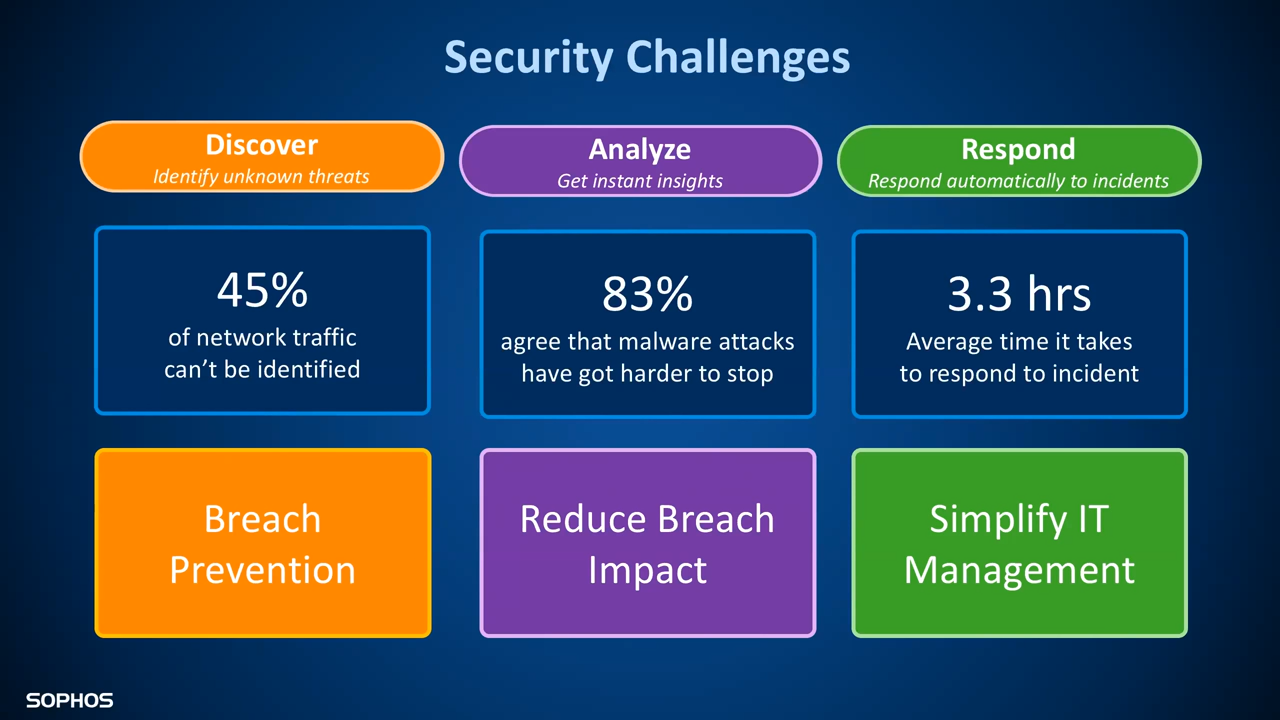 Security Challenges
Discover
Identify unknown threats
Analyze
Get instant insights
Respond
Respond automatically to incidents
45%
of network traffic
can't be identified
83%
agree that malware attacks
have got harder to stop
3.3 hrs
Average time it takes
to respond to incident
Breach
Prevention
Reduce Breach
Impact
Simplify IT
Management
SOPHOS